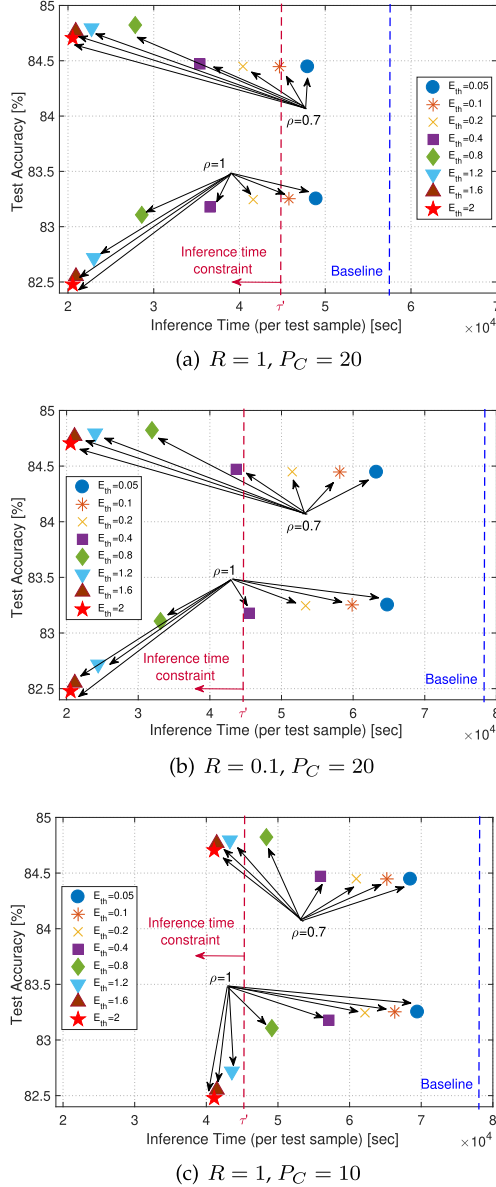 85
84.5
84
83.5
83
82.5
Test Accuracy [%]
ρ=0.7
ρ=1
E_th=0.05
E_th=0.1
E_th=0.2
E_th=0.4
E_th=0.8
E_th=1.2
E_th=1.6
E_th=2
Inference time
constraint
Baseline
2 3 4 τ' 5 6 7
×10⁴
Inference Time (per test sample) [sec]
(a) R = 1, P_C = 20
85
84.5
84
83.5
83
82.5
Test Accuracy [%]
E_th=0.05
E_th=0.1
E_th=0.2
E_th=0.4
E_th=0.8
E_th=1.2
E_th=1.6
E_th=2
ρ=0.7
ρ=1
Inference time
constraint
Baseline
2 3 4 τ' 5 6 7 8
×10⁴
Inference Time (per test sample) [sec]
(b) R = 0.1, P_C = 20
85
84.5
84
83.5
83
82.5
Test Accuracy [%]
E_th=0.05
E_th=0.1
E_th=0.2
E_th=0.4
E_th=0.8
E_th=1.2
E_th=1.6
E_th=2
Inference time
constraint
ρ=0.7
ρ=1
Baseline
2 3 4 τ' 5 6 7 8
×10⁴
Inference Time (per test sample) [sec]
(c) R = 1, P_C = 10